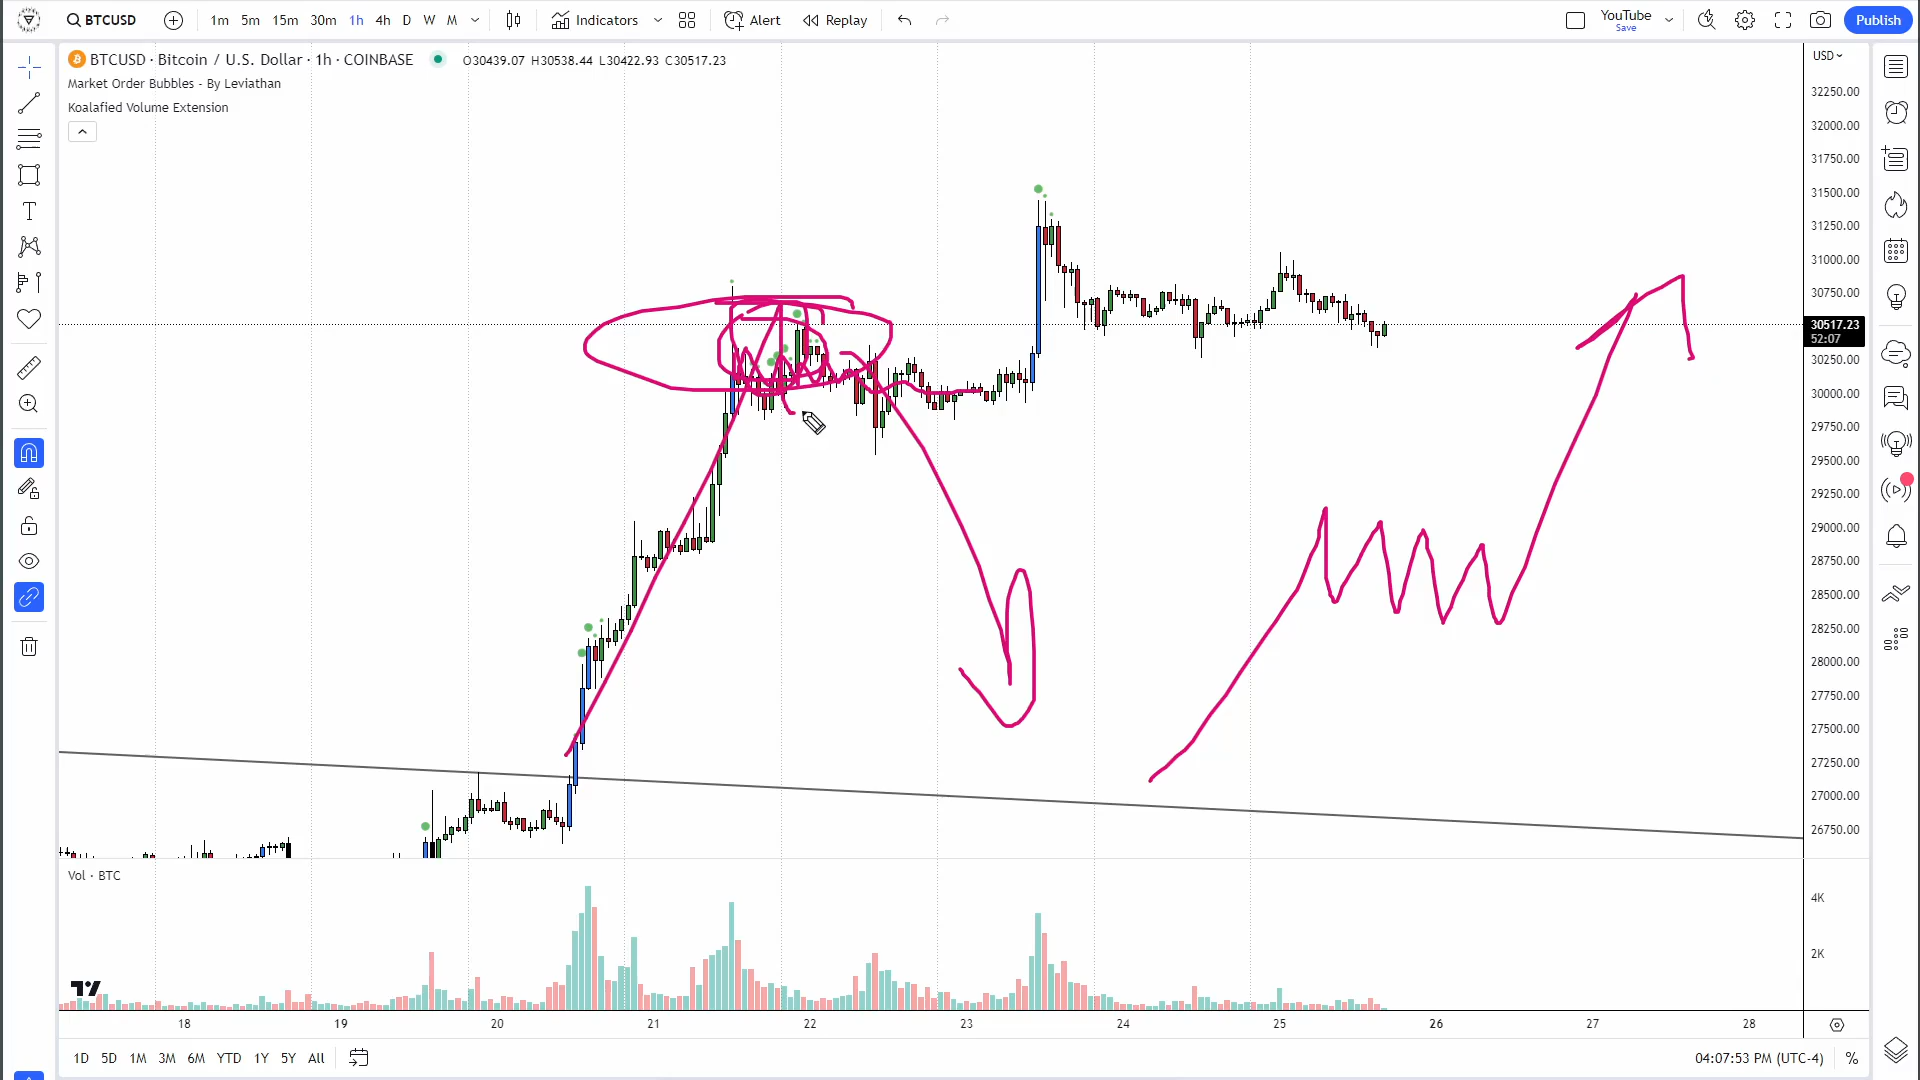 BTCUSD
1m 5m 15m 30m 1h 4h D W M
Indicators
Alert
Replay
YouTube
Save
Publish
BTCUSD · Bitcoin / U.S. Dollar · 1h · COINBASE
O30439.07 H30538.44 L30422.93 C30517.23
Market Order Bubbles - By Leviathan
Koalafied Volume Extension
USD
32250.00
32000.00
31750.00
31500.00
31250.00
31000.00
30750.00
30517.23
52:07
30250.00
30000.00
29750.00
29500.00
29250.00
29000.00
28750.00
28500.00
28250.00
28000.00
27750.00
27500.00
27250.00
27000.00
26750.00
Vol · BTC
4K
2K
18 19 20 21 22 23 24 25 26 27 28
1D 5D 1M 3M 6M YTD 1Y 5Y All
04:07:53 PM (UTC-4)
%